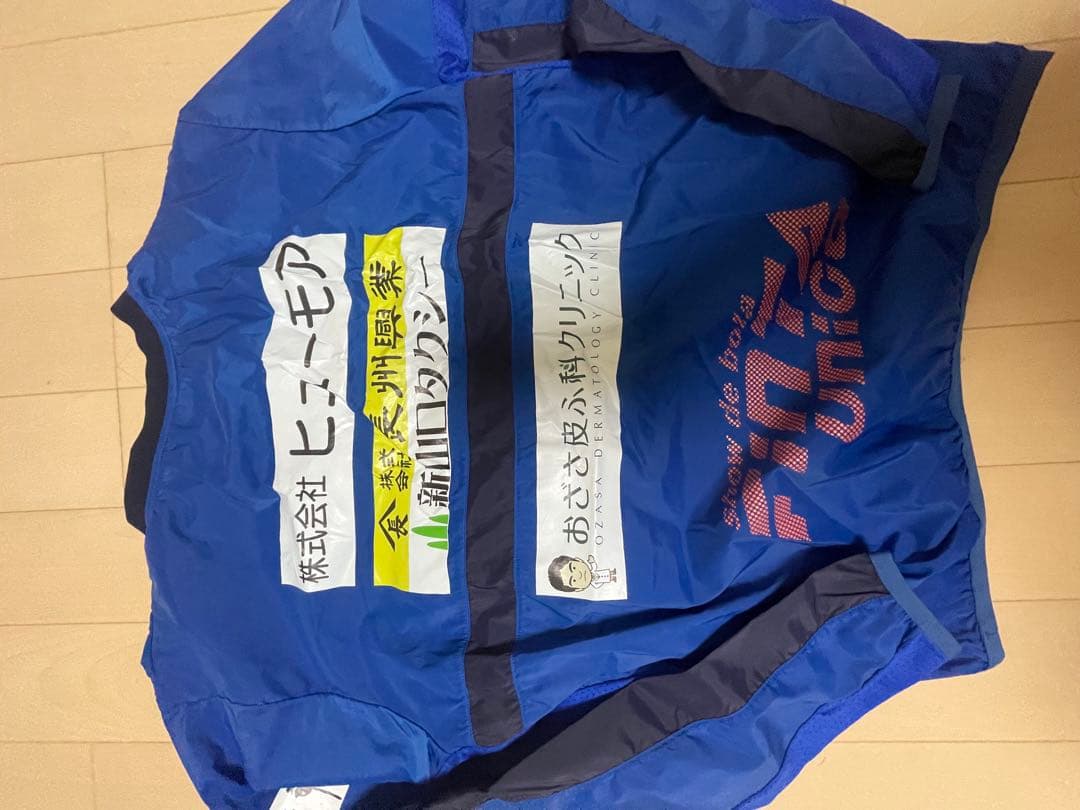 株式会社 ヒューモア
長 株式会社 長州興業
新山口タクシー
おざさ皮ふ科クリニック
OZASA DERMATOLOGY CLINIC
show de bola